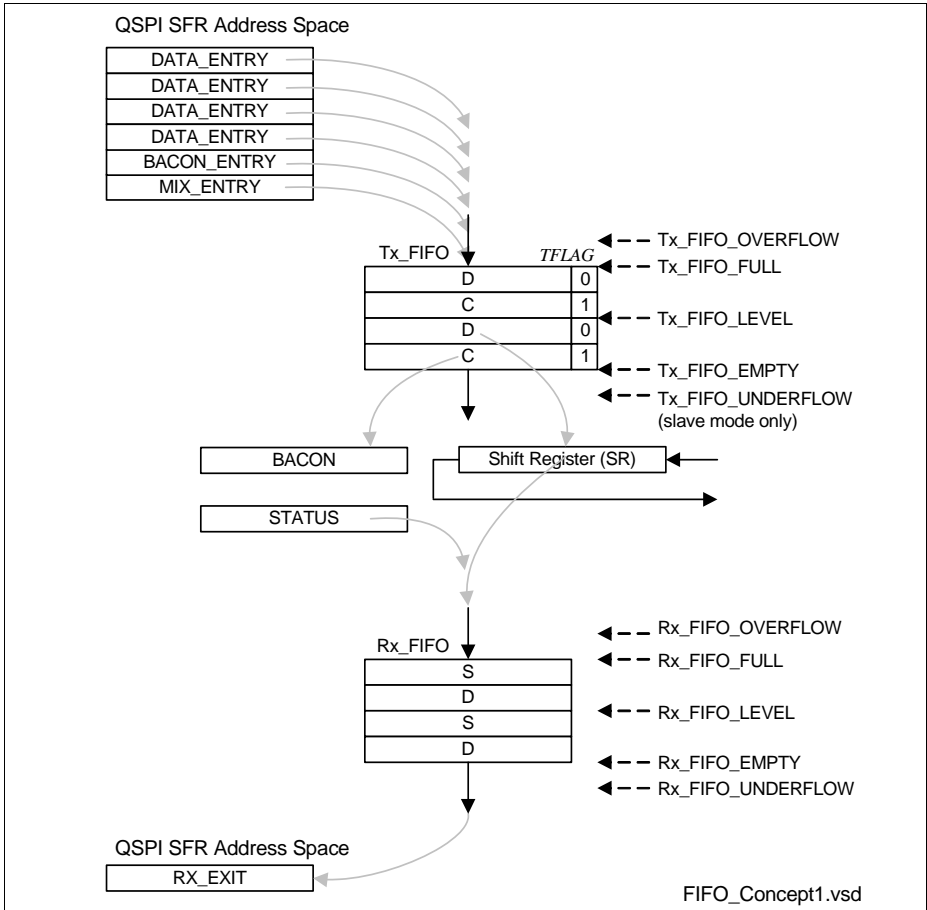 QSPI SFR Address Space
DATA_ENTRY
DATA_ENTRY
DATA_ENTRY
DATA_ENTRY
BACON_ENTRY
MIX_ENTRY
Tx_FIFO TFLAG
D 0
C 1
D 0
C 1
Tx_FIFO_OVERFLOW
Tx_FIFO_FULL
Tx_FIFO_LEVEL
Tx_FIFO_EMPTY
Tx_FIFO_UNDERFLOW
(slave mode only)
BACON
Shift Register (SR)
STATUS
Rx_FIFO
S
D
S
D
Rx_FIFO_OVERFLOW
Rx_FIFO_FULL
Rx_FIFO_LEVEL
Rx_FIFO_EMPTY
Rx_FIFO_UNDERFLOW
QSPI SFR Address Space
RX_EXIT
FIFO_Concept1.vsd